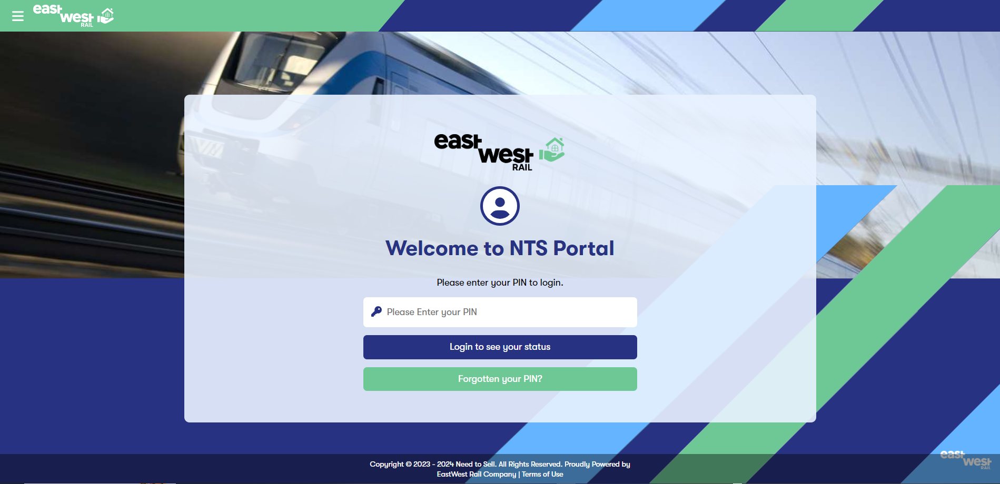 east
west
RAIL
east
west
RAIL
Welcome to NTS Portal
Please enter your PIN to login.
Please Enter your PIN
Login to see your status
Forgotten your PIN?
Copyright © 2023 - 2024 Need to Sell. All Rights Reserved. Proudly Powered by
EastWest Rail Company | Terms of Use
east
west
RAIL